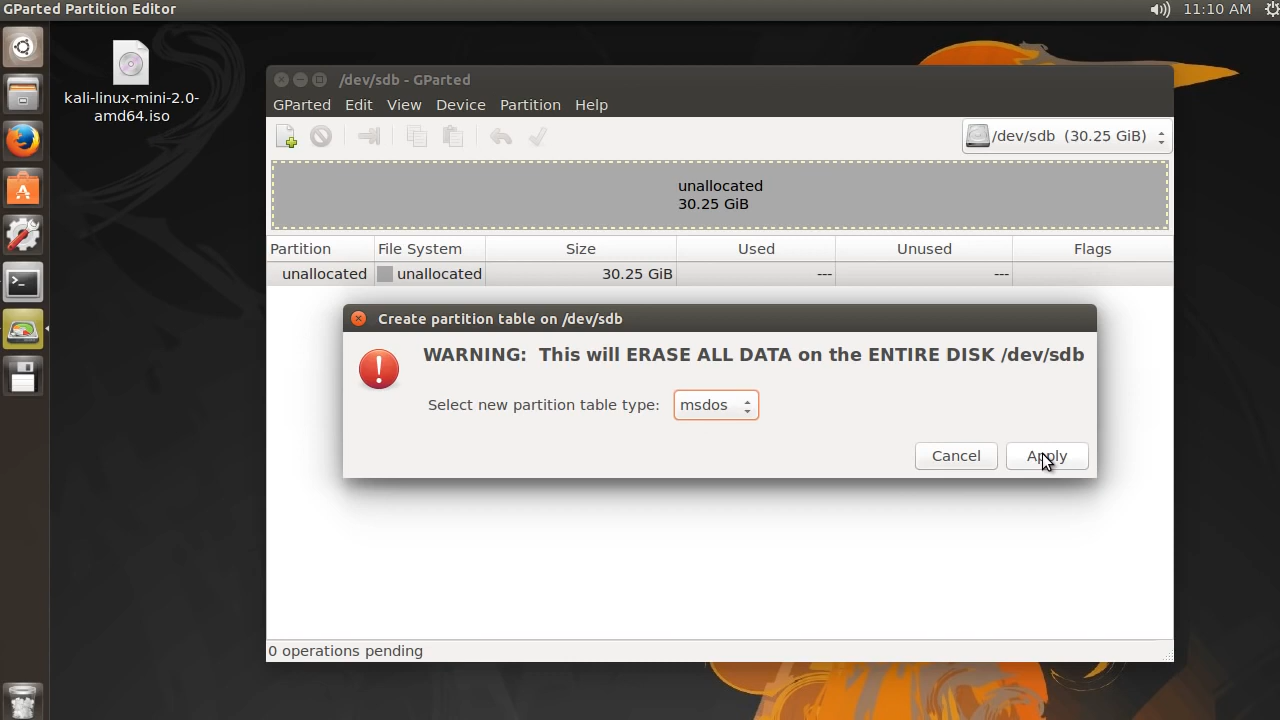 GParted Partition Editor
11:10 AM
kali-linux-mini-2.0-
amd64.iso
/dev/sdb - GParted
GParted Edit View Device Partition Help
/dev/sdb (30.25 GiB)
unallocated
30.25 GiB
Partition File System Size Used Unused Flags
unallocated unallocated 30.25 GiB --- ---
Create partition table on /dev/sdb
WARNING: This will ERASE ALL DATA on the ENTIRE DISK /dev/sdb
Select new partition table type: msdos
Cancel Apply
0 operations pending